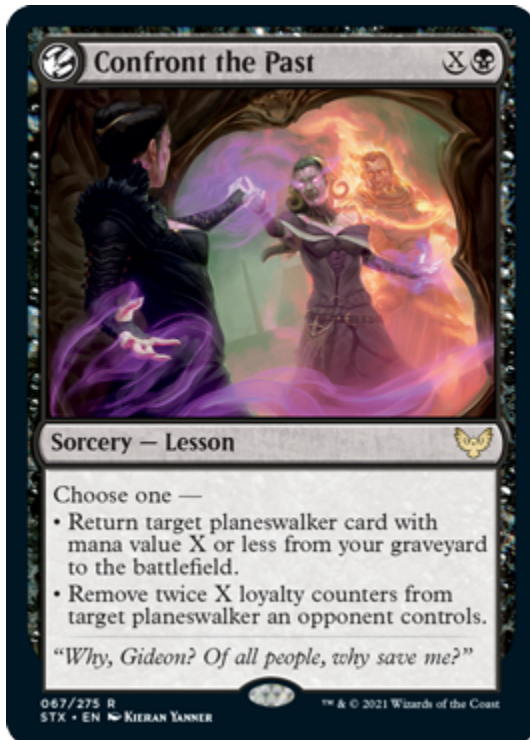 Confront the Past X
Sorcery — Lesson
Choose one —
• Return target planeswalker card with
mana value X or less from your graveyard
to the battlefield.
• Remove twice X loyalty counters from
target planeswalker an opponent controls.
“Why, Gideon? Of all people, why save me?”
067/275 R
STX • EN KIERAN YANNER
™ & © 2021 Wizards of the Coast